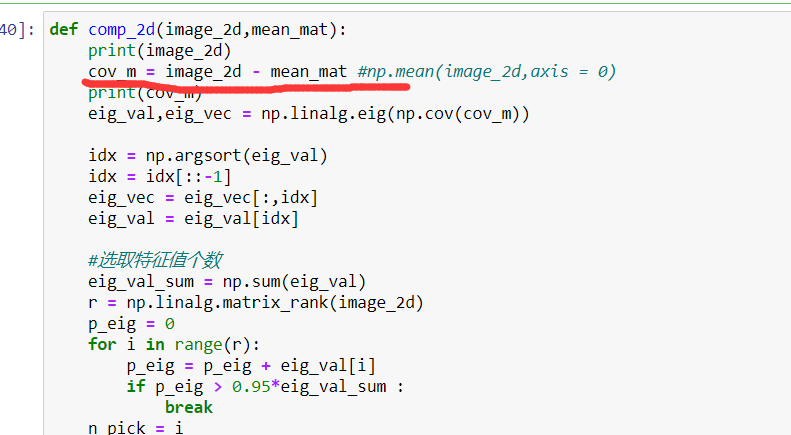 40]: def comp_2d(image_2d,mean_mat):
print(image_2d)
cov_m = image_2d - mean_mat #np.mean(image_2d,axis = 0)
print(cov_m)
eig_val,eig_vec = np.linalg.eig(np.cov(cov_m))
idx = np.argsort(eig_val)
idx = idx[::-1]
eig_vec = eig_vec[:,idx]
eig_val = eig_val[idx]
#选取特征值个数
eig_val_sum = np.sum(eig_val)
r = np.linalg.matrix_rank(image_2d)
p_eig = 0
for i in range(r):
p_eig = p_eig + eig_val[i]
if p_eig > 0.95*eig_val_sum :
break
n_pick = i